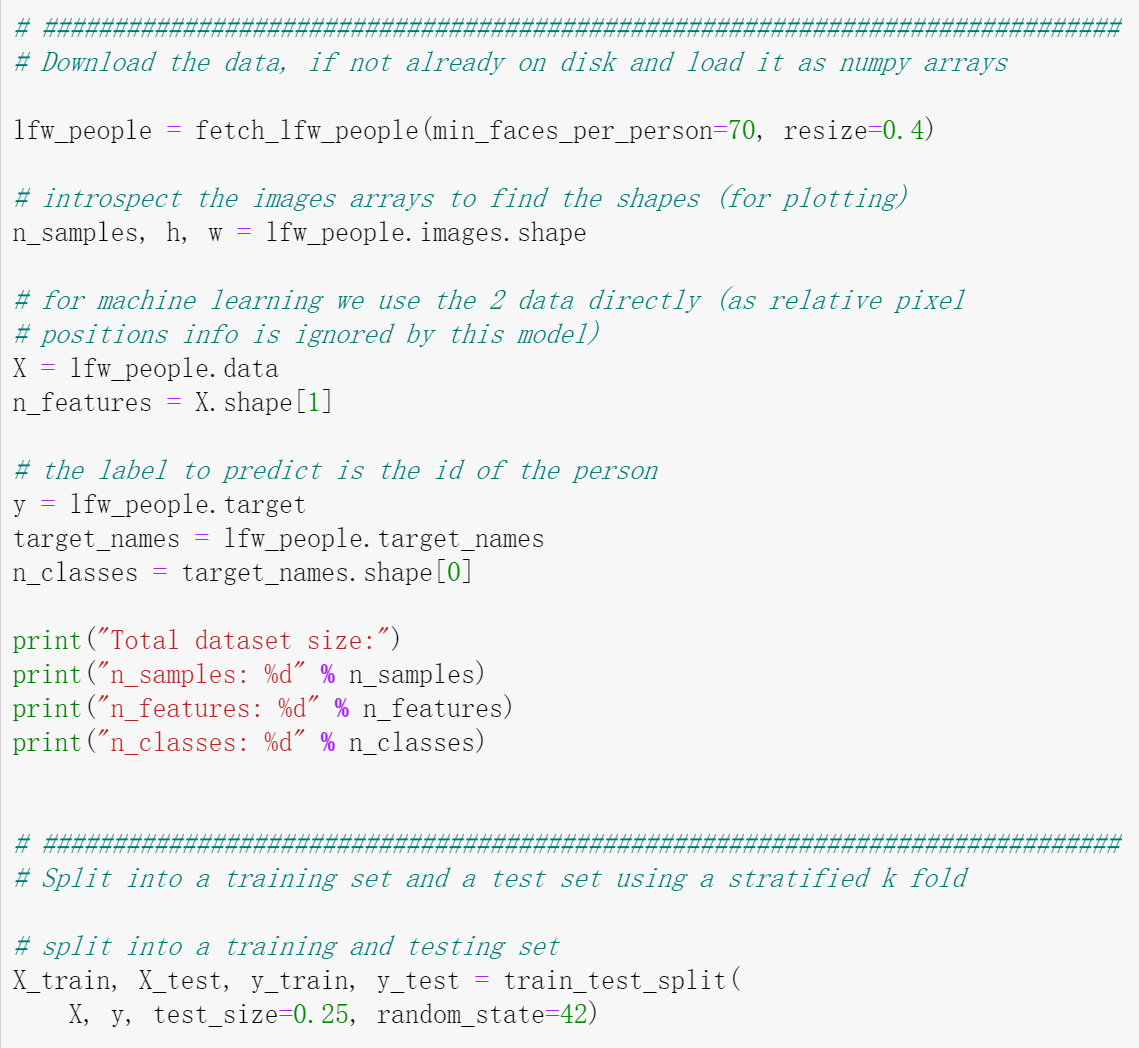 # #############################################################################
# Download the data, if not already on disk and load it as numpy arrays
lfw_people = fetch_lfw_people(min_faces_per_person=70, resize=0.4)
# introspect the images arrays to find the shapes (for plotting)
n_samples, h, w = lfw_people.images.shape
# for machine learning we use the 2 data directly (as relative pixel
# positions info is ignored by this model)
X = lfw_people.data
n_features = X.shape[1]
# the label to predict is the id of the person
y = lfw_people.target
target_names = lfw_people.target_names
n_classes = target_names.shape[0]
print("Total dataset size:")
print("n_samples: %d" % n_samples)
print("n_features: %d" % n_features)
print("n_classes: %d" % n_classes)
# #############################################################################
# Split into a training set and a test set using a stratified k fold
# split into a training and testing set
X_train, X_test, y_train, y_test = train_test_split(
    X, y, test_size=0.25, random_state=42)